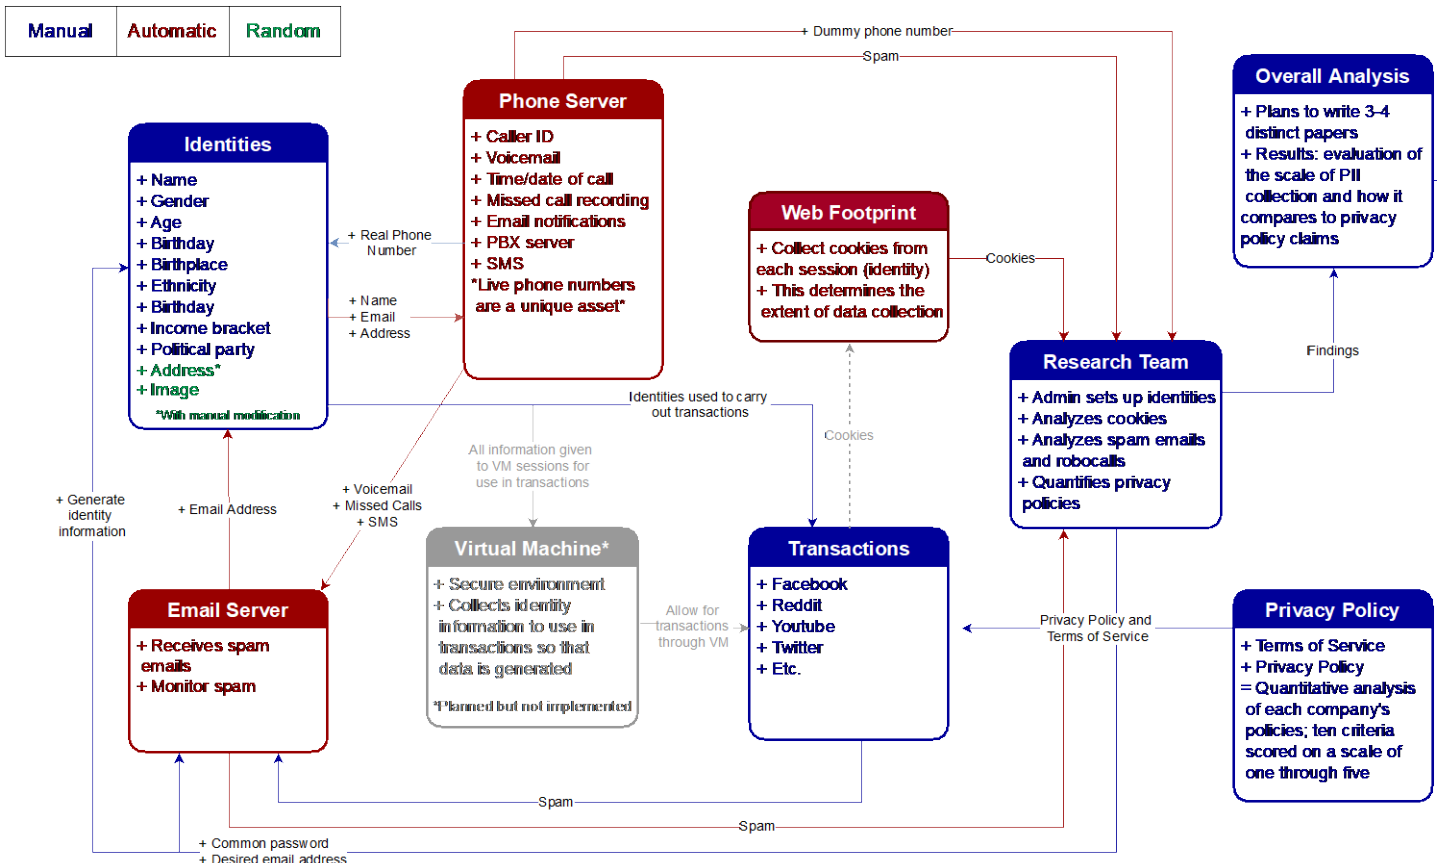 Manual Automatic Random
+ Dummy phone number
Spam
Phone Server
+ Caller ID
+ Voicemail
+ Time/date of call
+ Missed call recording
+ Email notifications
+ PBX server
+ SMS
*Live phone numbers
are a unique asset*
Overall Analysis
+ Plans to write 3-4
distinct papers
+ Results: evaluation of
the scale of PII
collection and how it
compares to privacy
policy claims
Identities
+ Name
+ Gender
+ Age
+ Birthday
+ Birthplace
+ Ethnicity
+ Birthday
+ Income bracket
+ Political party
+ Address*
+ Image
*With manual modification
+ Real Phone
Number
+ Name
+ Email
+ Address
Web Footprint
+ Collect cookies from
each session (identity)
+ This determines the
extent of data collection
Cookies
Research Team
+ Admin sets up identities
+ Analyzes cookies
+ Analyzes spam emails
and robocalls
+ Quantifies privacy
policies
Findings
Identities used to carry
out transactions
Cookies
All information given
to VM sessions for
use in transactions
+ Voicemail
+ Missed Calls
+ SMS
+ Generate
identity
information
+ Email Address
Virtual Machine*
+ Secure environment
+ Collects identity
information to use in
transactions so that
data is generated
*Planned but not implemented
Allow for
transactions
through VM
Transactions
+ Facebook
+ Reddit
+ Youtube
+ Twitter
+ Etc.
Email Server
+ Receives spam
emails
+ Monitor spam
Privacy Policy and
Terms of Service
Privacy Policy
+ Terms of Service
+ Privacy Policy
= Quantitative analysis
of each company's
policies; ten criteria
scored on a scale of
one through five
Spam
Spam
+ Common password
+ Desired email address